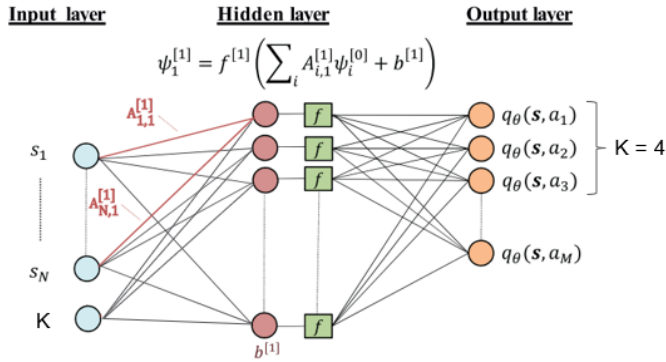 Input layer
Hidden layer
Output layer
ψ₁^[1] = f^[1](∑ᵢ A_{i,1}^[1] ψᵢ^[0] + b^[1])
A_{1,1}^[1]
s₁
A_{N,1}^[1]
s_N
K
f
f
f
f
b^[1]
q_θ(s, a₁)
q_θ(s, a₂)
q_θ(s, a₃)
q_θ(s, a_M)
K = 4